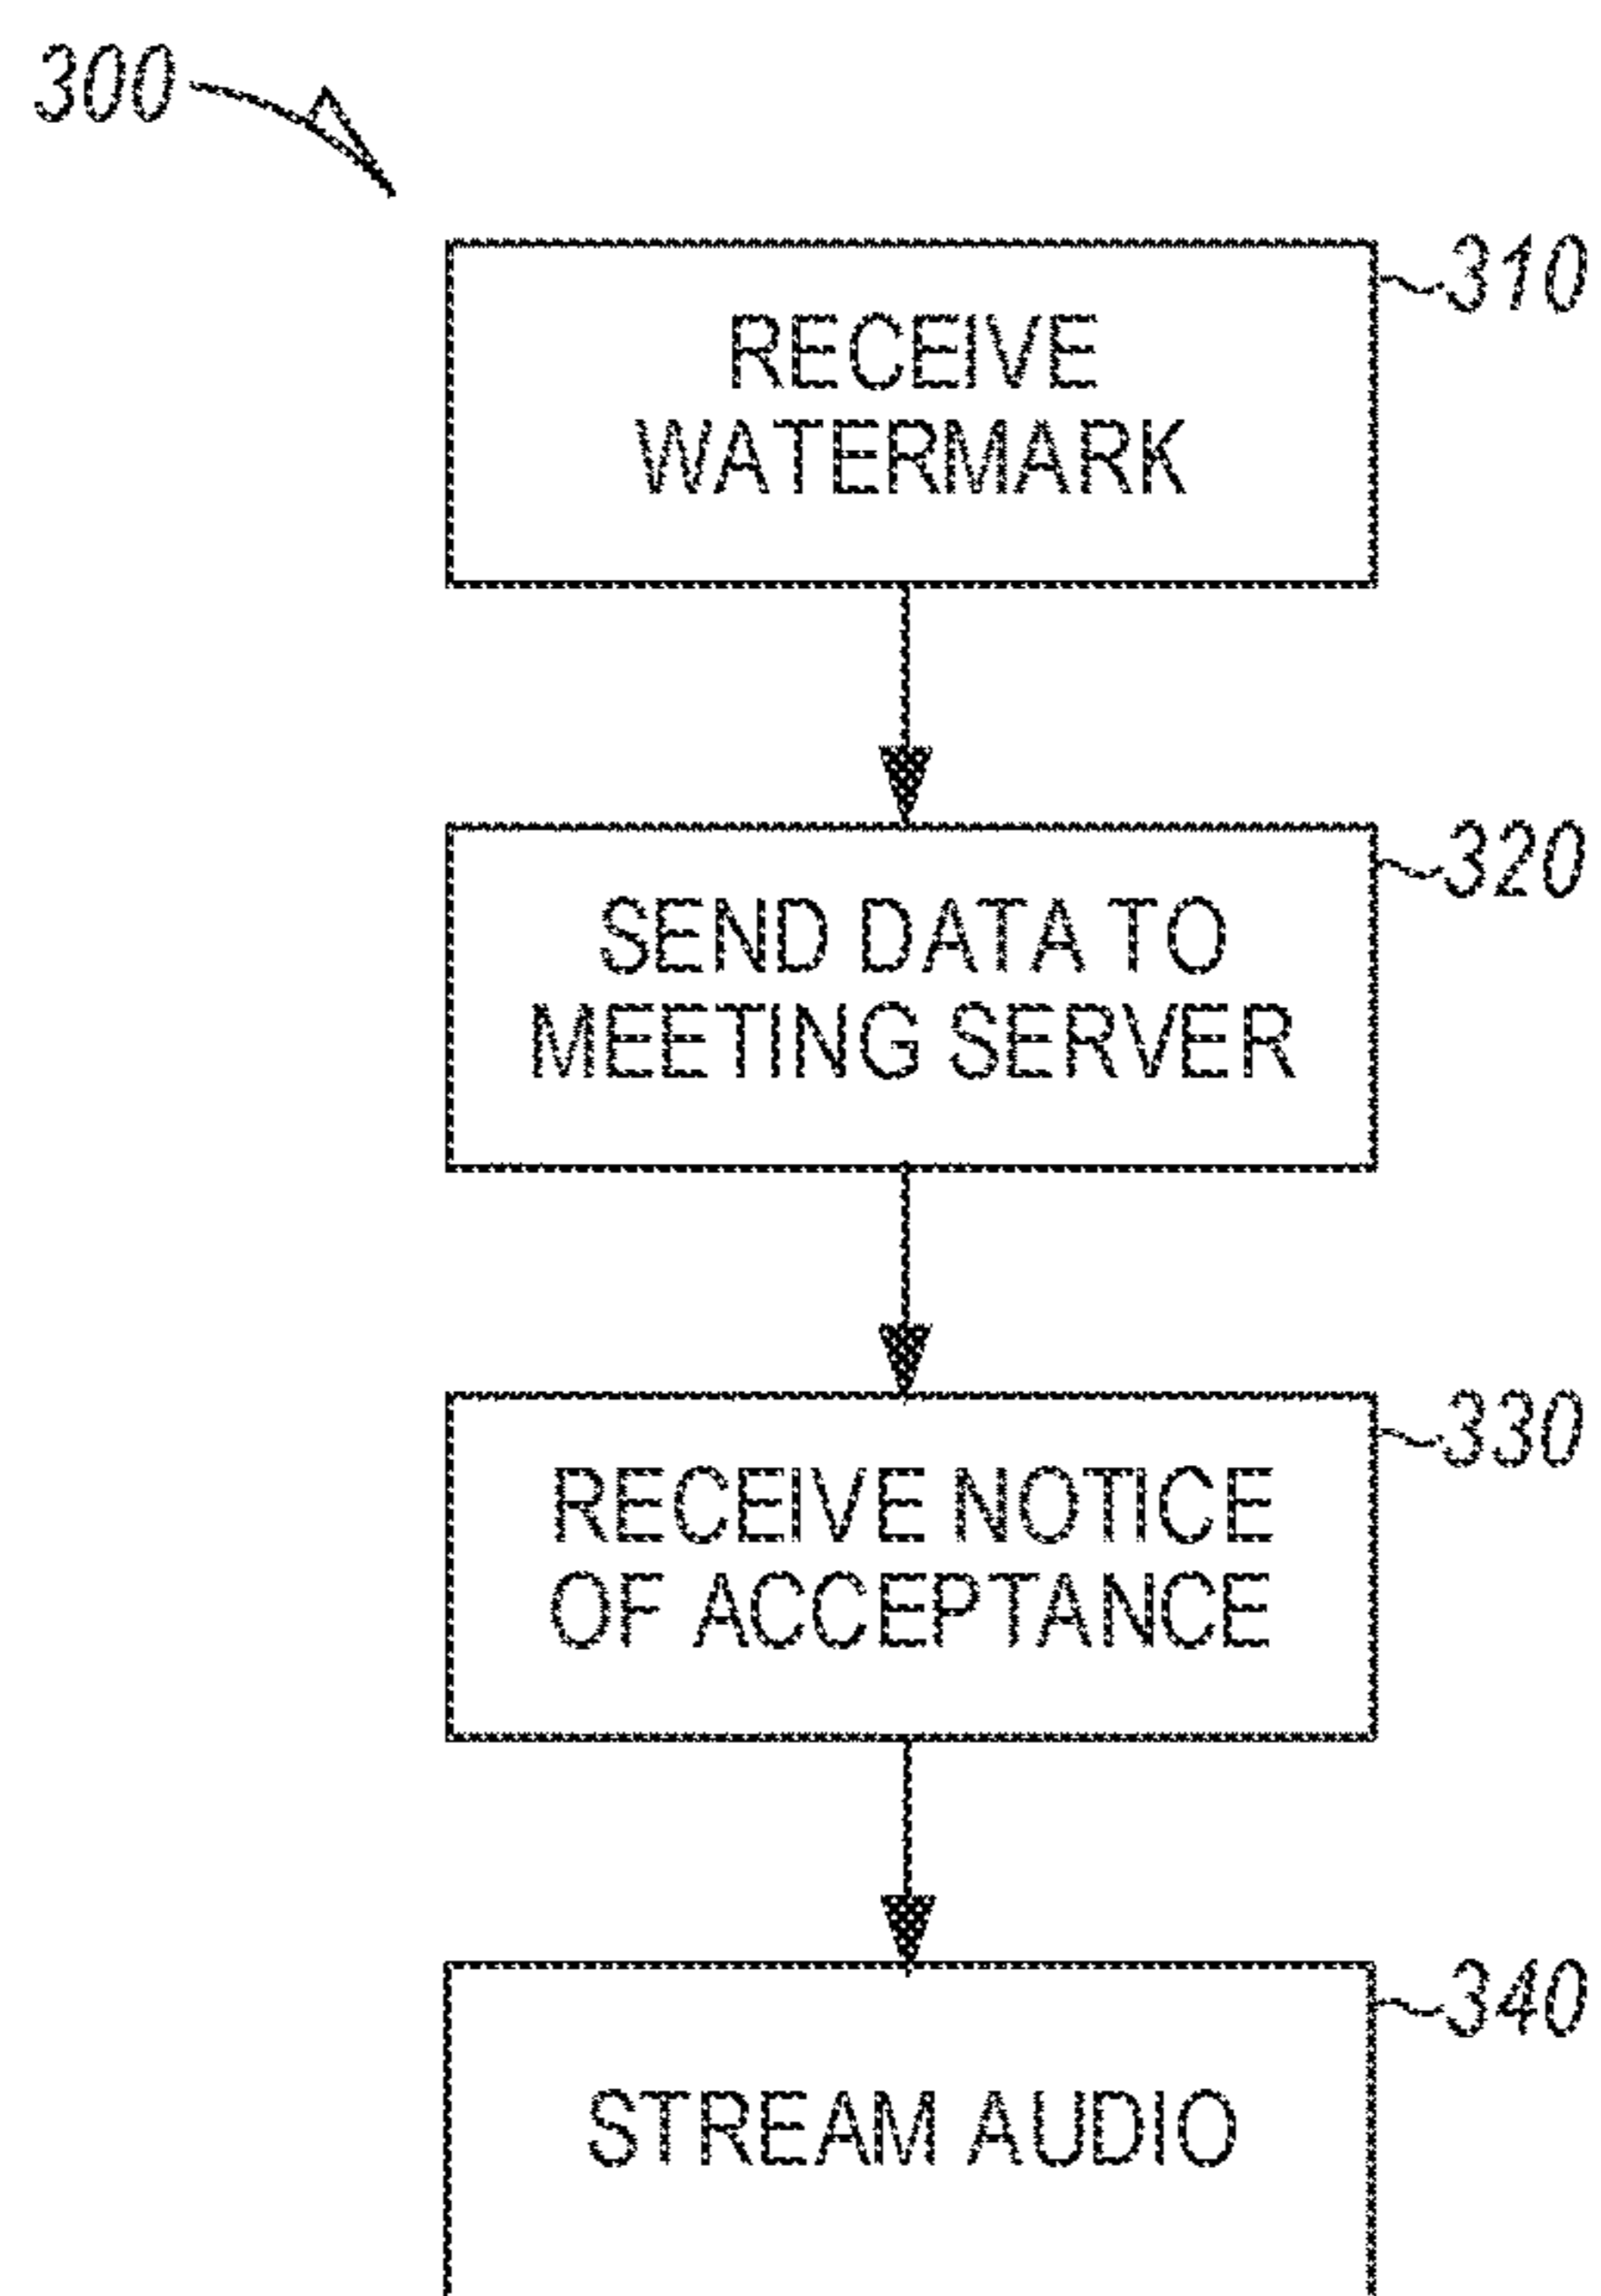 300
310
RECEIVE
WATERMARK
320
SEND DATA TO
MEETING SERVER
330
RECEIVE NOTICE
OF ACCEPTANCE
340
STREAM AUDIO